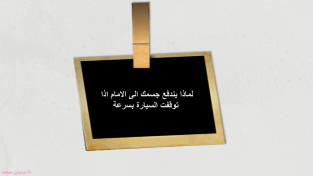 لماذا يندفع جسمك الى الامام اذا
توقفت السيارة بسرعة